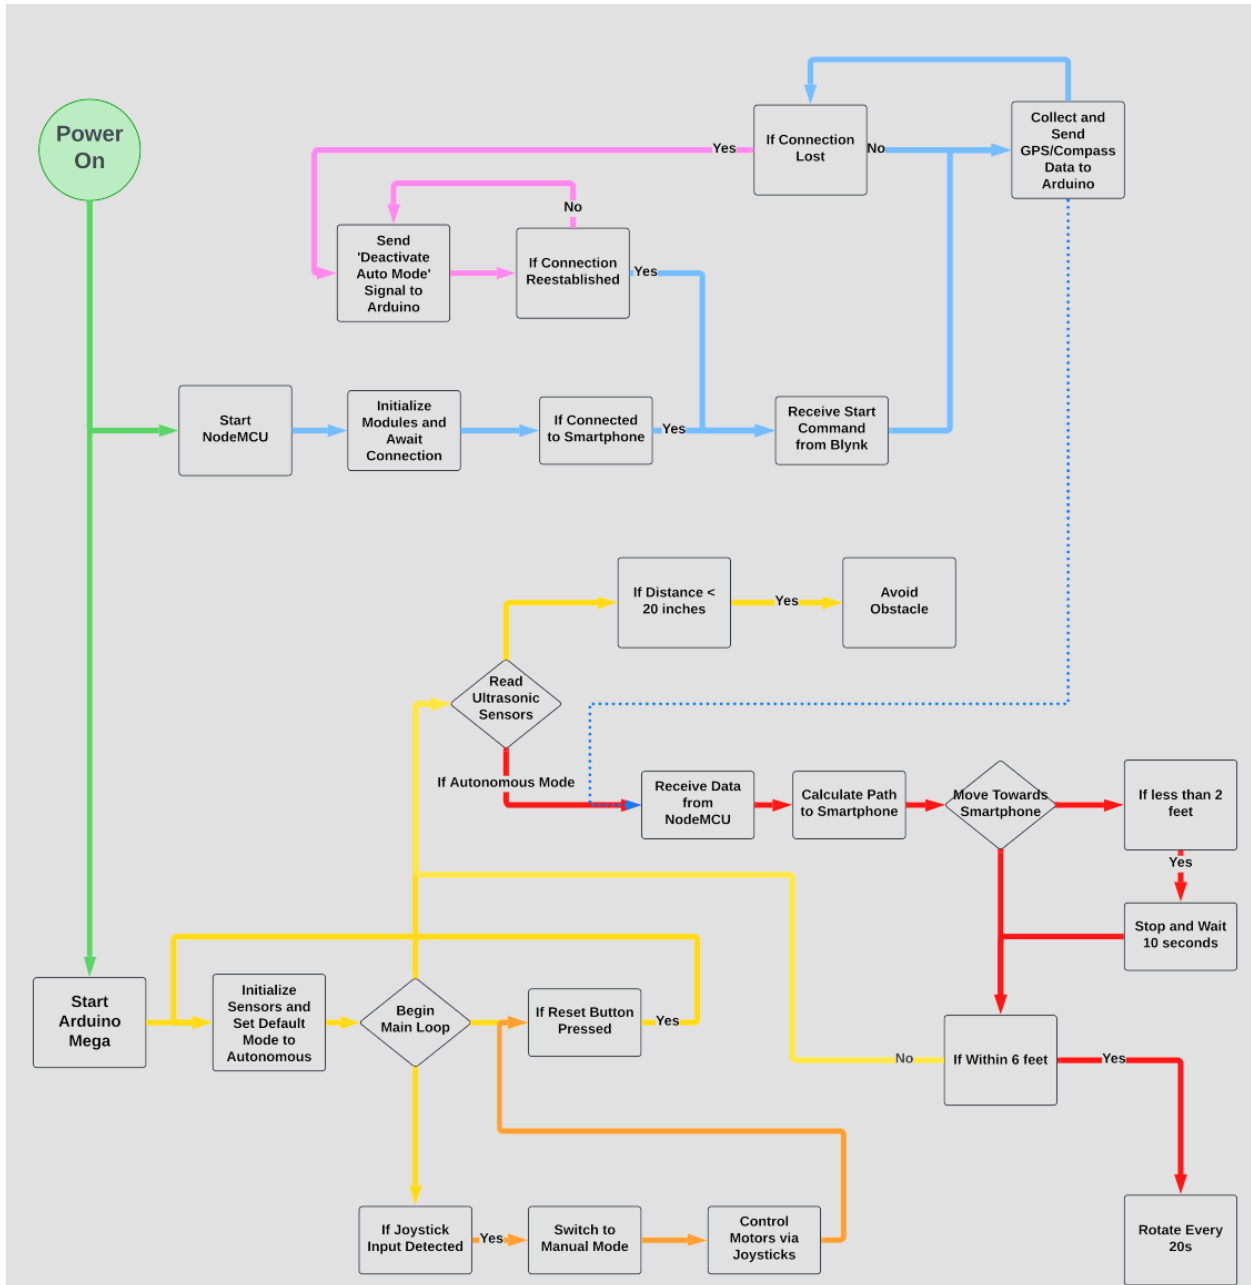 Power
On
If Connection
Lost
Yes
No
Collect and
Send
GPS/Compass
Data to
Arduino
No
Send
'Deactivate
Auto Mode'
Signal to
Arduino
If Connection
Reestablished
Yes
Start
NodeMCU
Initialize
Modules and
Await
Connection
If Connected
to Smartphone
Yes
Receive Start
Command
from Blynk
If Distance <
20 inches
Yes
Avoid
Obstacle
Read
Ultrasonic
Sensors
If Autonomous Mode
Receive Data
from
NodeMCU
Calculate Path
to Smartphone
Move Towards
Smartphone
If less than 2
feet
Yes
Stop and Wait
10 seconds
Start
Arduino
Mega
Initialize
Sensors and
Set Default
Mode to
Autonomous
Begin
Main Loop
If Reset Button
Pressed
Yes
No
If Within 6 feet
Yes
If Joystick
Input Detected
Yes
Switch to
Manual Mode
Control
Motors via
Joysticks
Rotate Every
20s